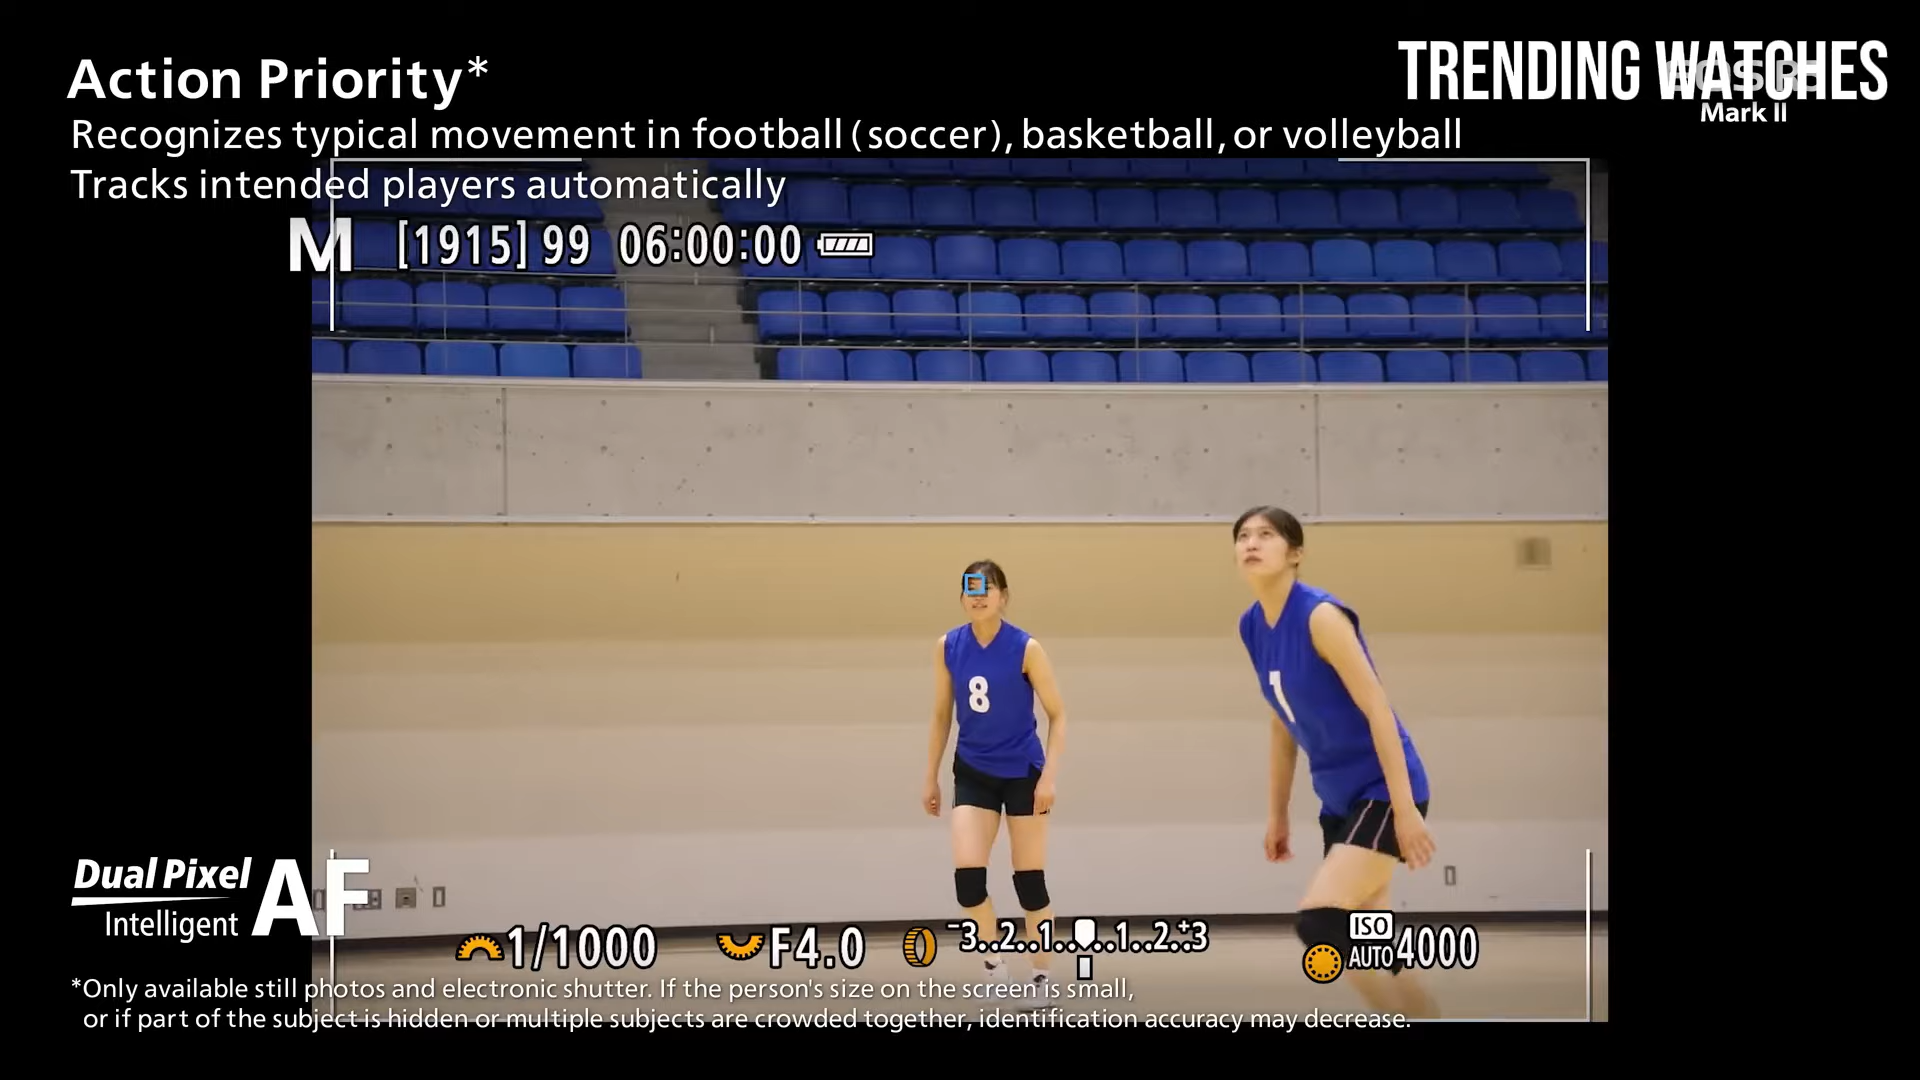 Action Priority*
TRENDING WATCHES
EOS R5
Mark II
Recognizes typical movement in football (soccer), basketball, or volleyball
Tracks intended players automatically
M [1915] 99 06:00:00
8
1
Dual Pixel
Intelligent
AF
1/1000 F4.0 -3..2..1..0..1..2.+3 ISO AUTO 4000
*Only available still photos and electronic shutter. If the person's size on the screen is small,
or if part of the subject is hidden or multiple subjects are crowded together, identification accuracy may decrease.